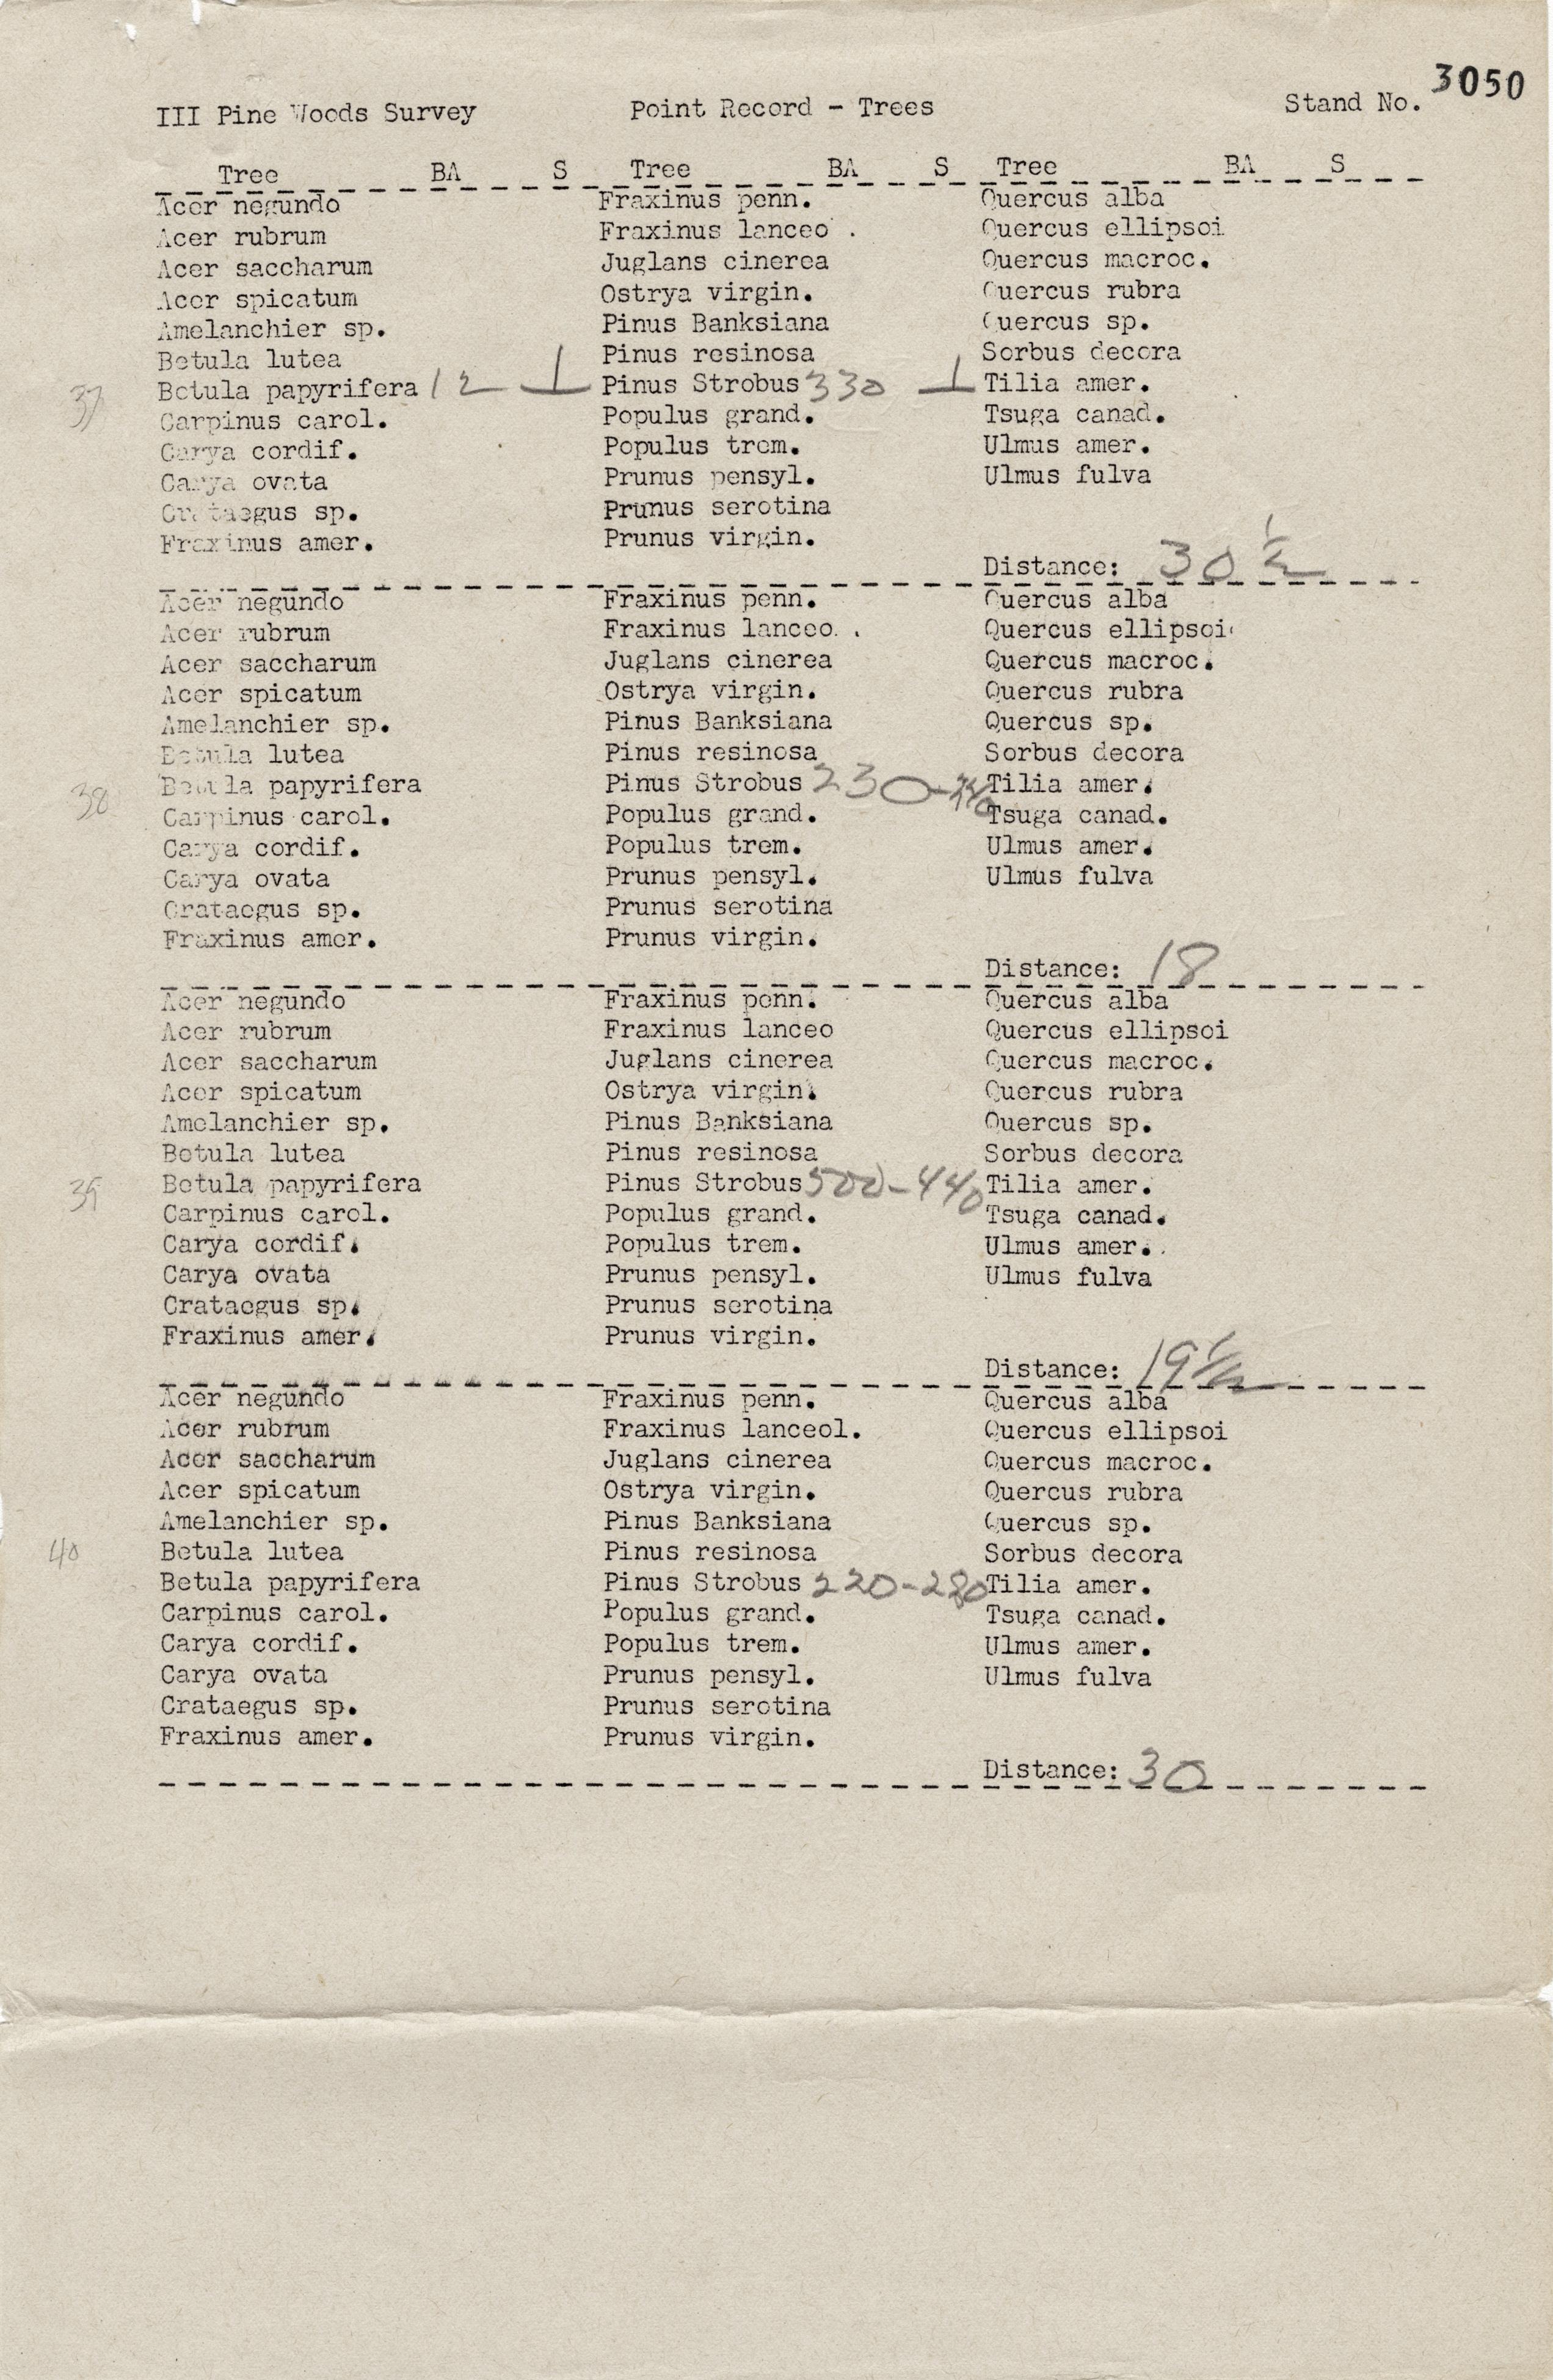 III Pine Woods Survey Point Record - Trees Stand No. 3050
Tree BA S Tree BA S Tree BA S
Acer negundo Fraxinus penn. Quercus alba
Acer rubrum Fraxinus lanceo . Quercus ellipsoi
Acer saccharum Juglans cinerea Quercus macroc.
Acer spicatum Ostrya virgin. Quercus rubra
Amelanchier sp. Pinus Banksiana Quercus sp.
Betula lutea Pinus resinosa Sorbus decora
37 Betula papyrifera 12 ⊥ Pinus Strobus 330 ⊥ Tilia amer.
Carpinus carol. Populus grand. Tsuga canad.
Carya cordif. Populus trem. Ulmus amer.
Carya ovata Prunus pensyl. Ulmus fulva
Crataegus sp. Prunus serotina
Fraxinus amer. Prunus virgin.
Distance: 30 1/2
Acer negundo Fraxinus penn. Quercus alba
Acer rubrum Fraxinus lanceo. . Quercus ellipsoi
Acer saccharum Juglans cinerea Quercus macroc.
Acer spicatum Ostrya virgin. Quercus rubra
Amelanchier sp. Pinus Banksiana Quercus sp.
Betula lutea Pinus resinosa Sorbus decora
38 Betula papyrifera Pinus Strobus 230- Tilia amer.
Carpinus carol. Populus grand. Tsuga canad.
Carya cordif. Populus trem. Ulmus amer.
Carya ovata Prunus pensyl. Ulmus fulva
Crataegus sp. Prunus serotina
Fraxinus amer. Prunus virgin.
Distance: 18
Acer negundo Fraxinus penn. Quercus alba
Acer rubrum Fraxinus lanceo Quercus ellipsoi
Acer saccharum Juglans cinerea Quercus macroc.
Acer spicatum Ostrya virgin. Quercus rubra
Amelanchier sp. Pinus Banksiana Quercus sp.
Betula lutea Pinus resinosa Sorbus decora
39 Betula papyrifera Pinus Strobus 500-440 Tilia amer.
Carpinus carol. Populus grand. Tsuga canad.
Carya cordif. Populus trem. Ulmus amer.
Carya ovata Prunus pensyl. Ulmus fulva
Crataegus sp. Prunus serotina
Fraxinus amer. Prunus virgin.
Distance: 19 1/2
Acer negundo Fraxinus penn. Quercus alba
Acer rubrum Fraxinus lanceol. Quercus ellipsoi
Acer saccharum Juglans cinerea Quercus macroc.
Acer spicatum Ostrya virgin. Quercus rubra
Amelanchier sp. Pinus Banksiana Quercus sp.
40 Betula lutea Pinus resinosa Sorbus decora
Betula papyrifera Pinus Strobus 220- Tilia amer.
Carpinus carol. Populus grand. Tsuga canad.
Carya cordif. Populus trem. Ulmus amer.
Carya ovata Prunus pensyl. Ulmus fulva
Crataegus sp. Prunus serotina
Fraxinus amer. Prunus virgin.
Distance: 30